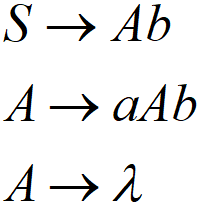 S → Ab
A → aAb
A → λ